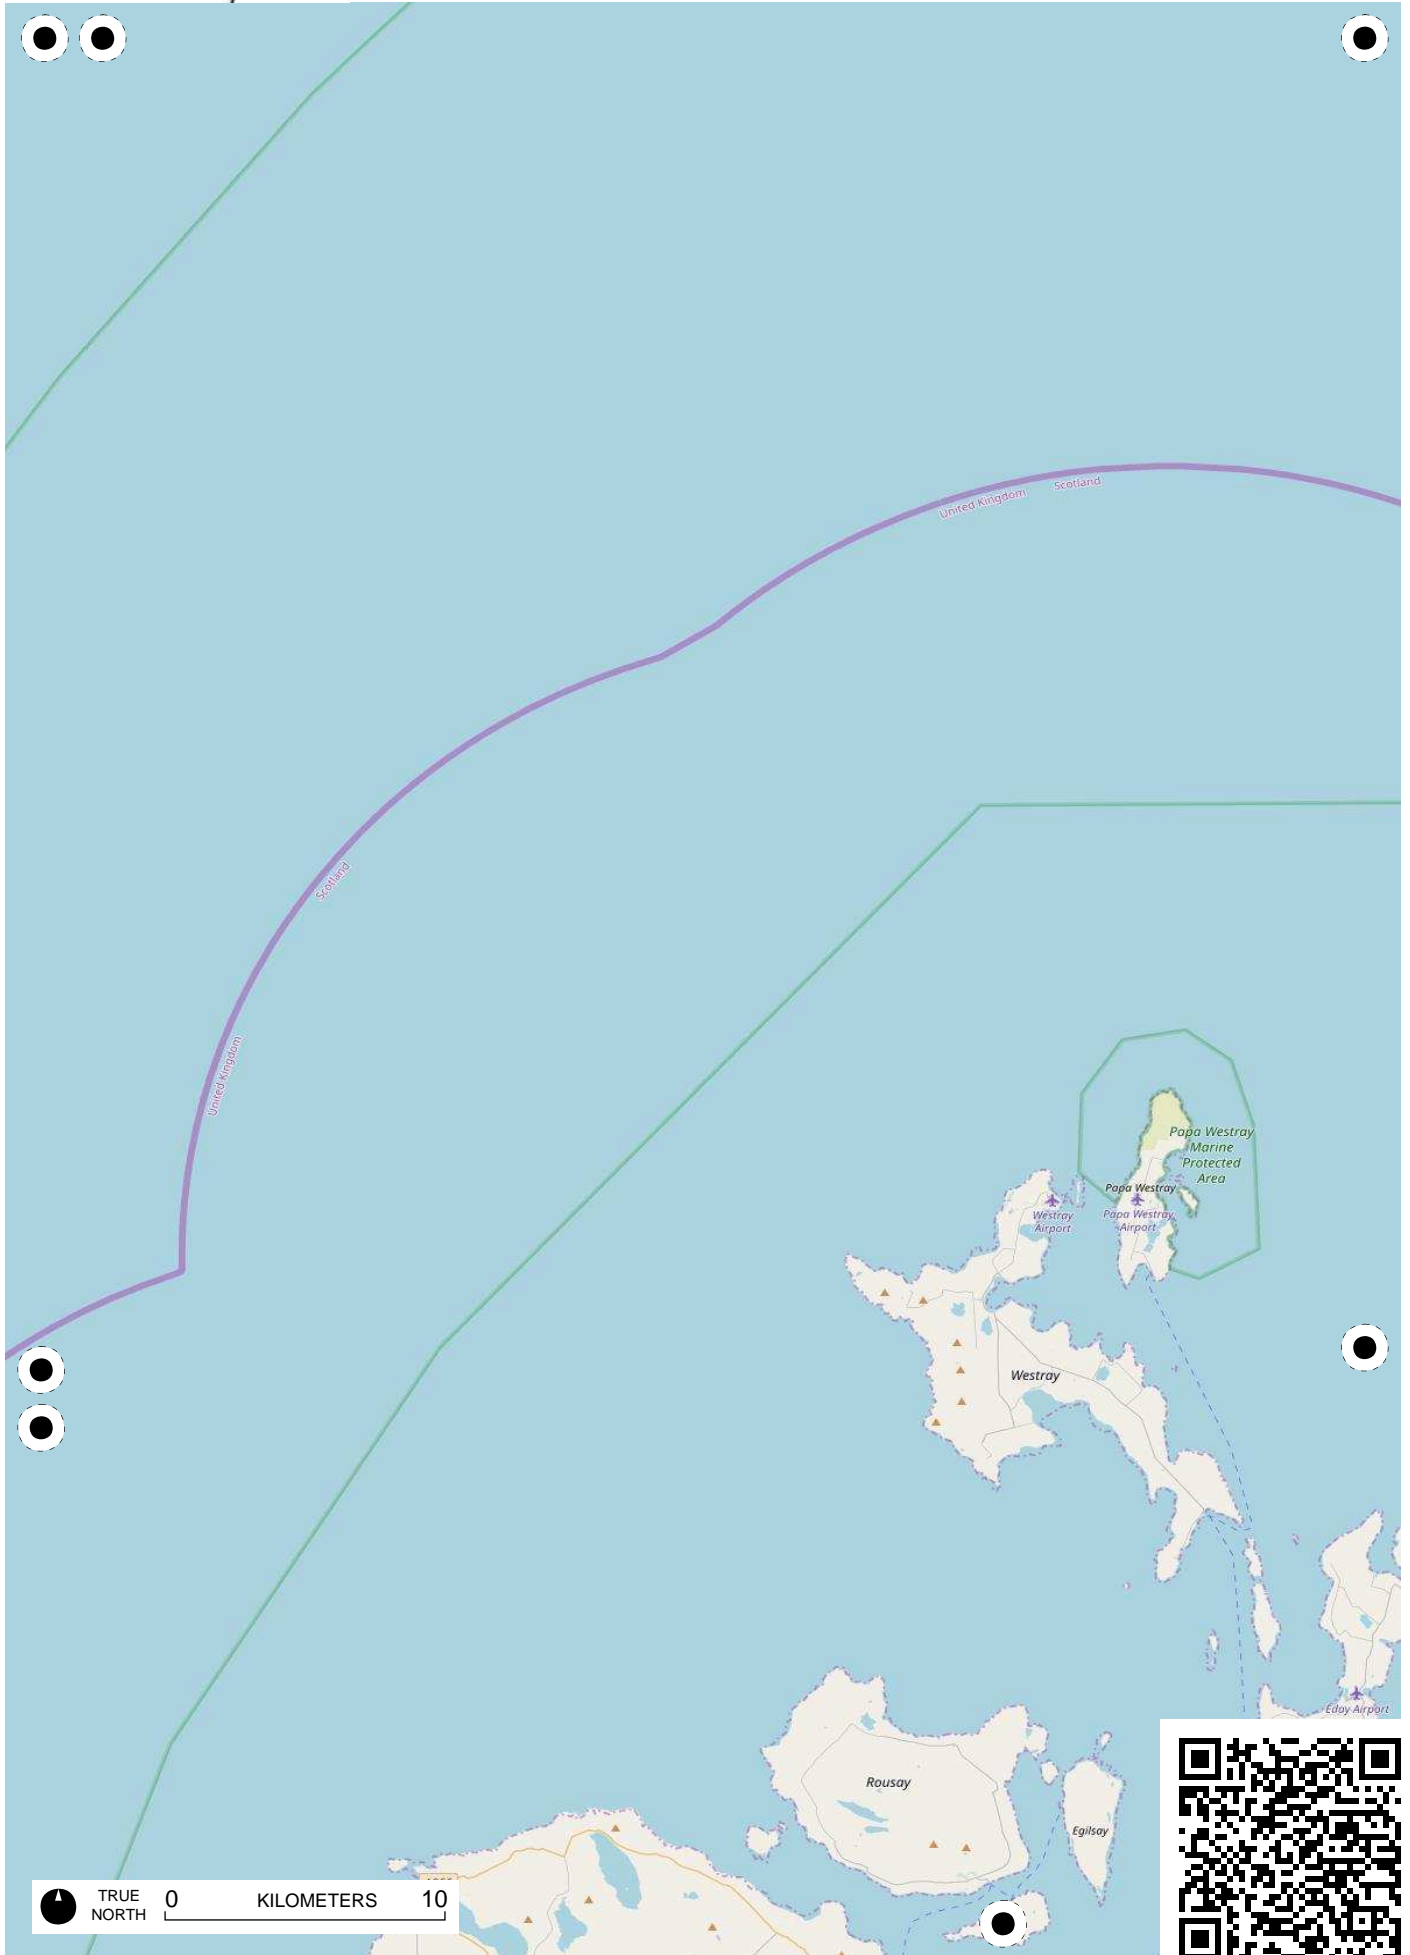 United Kingdom
Scotland
Scotland
United Kingdom
Papa Westray
Marine
Protected
Area
Papa Westray
Papa Westray
Airport
Westray
Airport
Westray
Eday Airport
Rousay
Egilsay
TRUE
NORTH
0 KILOMETERS 10